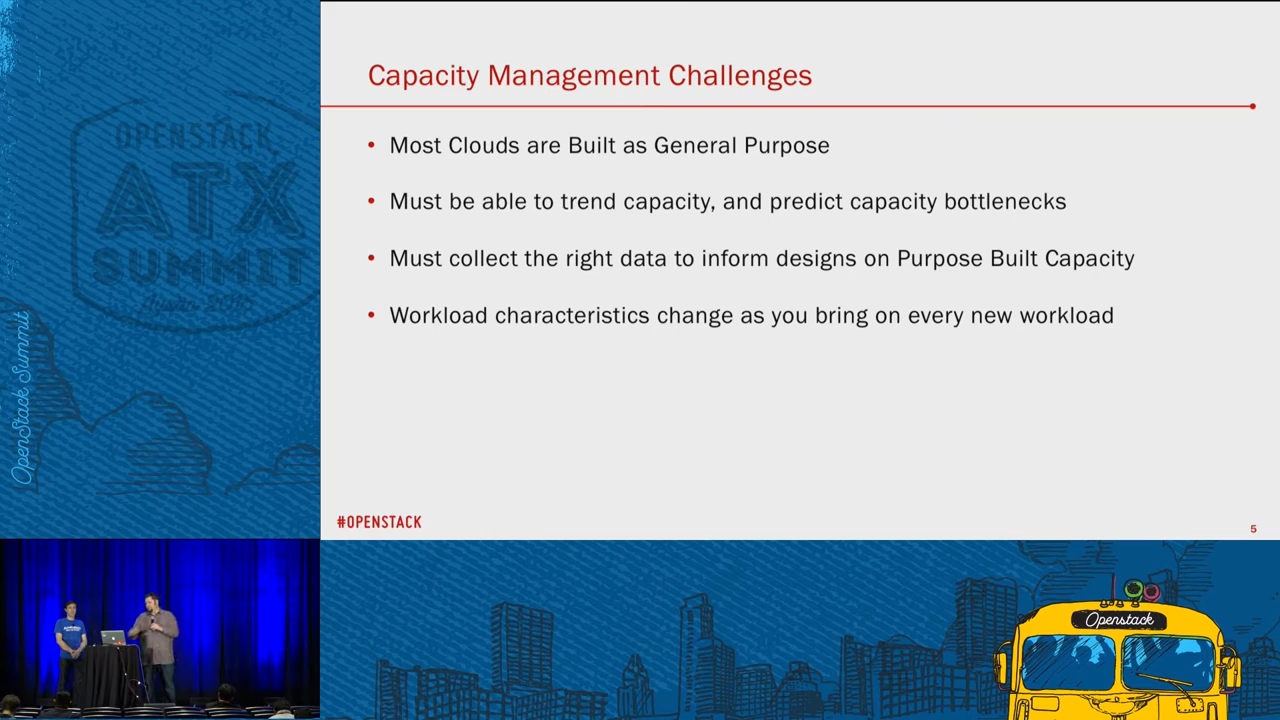 OPENSTACK
ATX
SUMMIT
Austin 2016
OpenStack Summit
Capacity Management Challenges
• Most Clouds are Built as General Purpose
• Must be able to trend capacity, and predict capacity bottlenecks
• Must collect the right data to inform designs on Purpose Built Capacity
• Workload characteristics change as you bring on every new workload
#OPENSTACK
5
Openstack